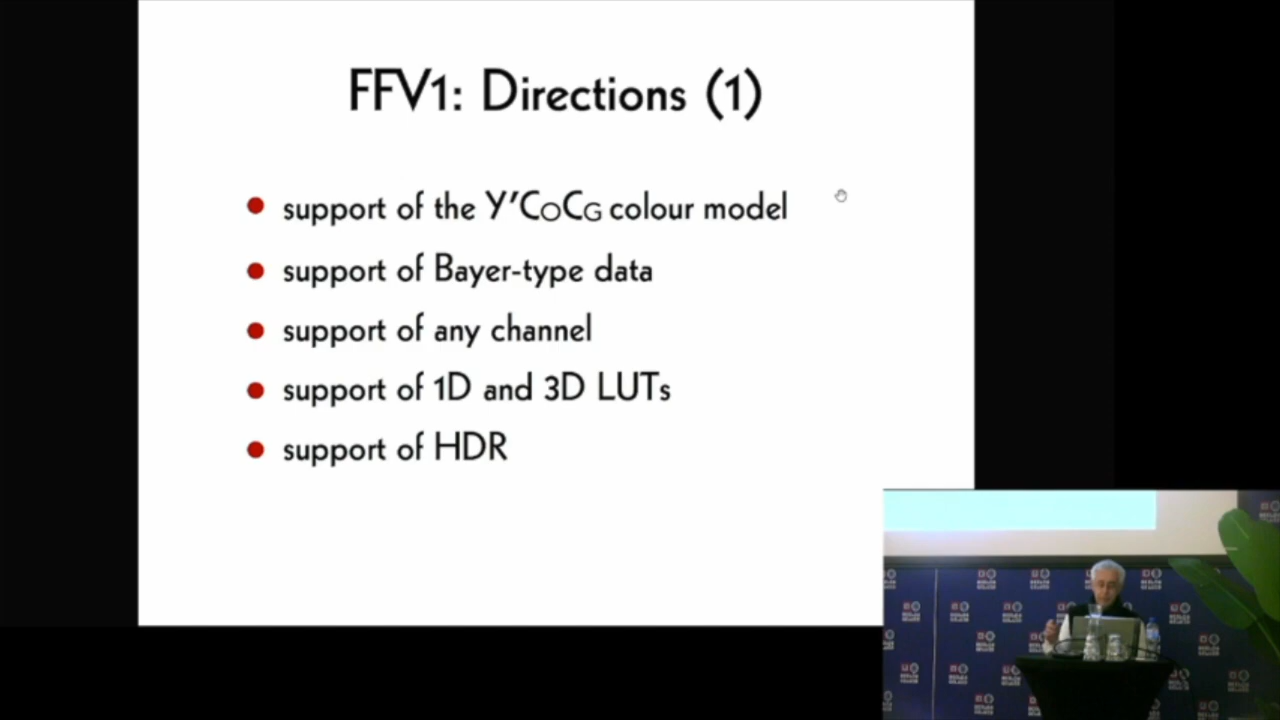 FFV1: Directions (1)
support of the Y′COCG colour model
support of Bayer-type data
support of any channel
support of 1D and 3D LUTs
support of HDR